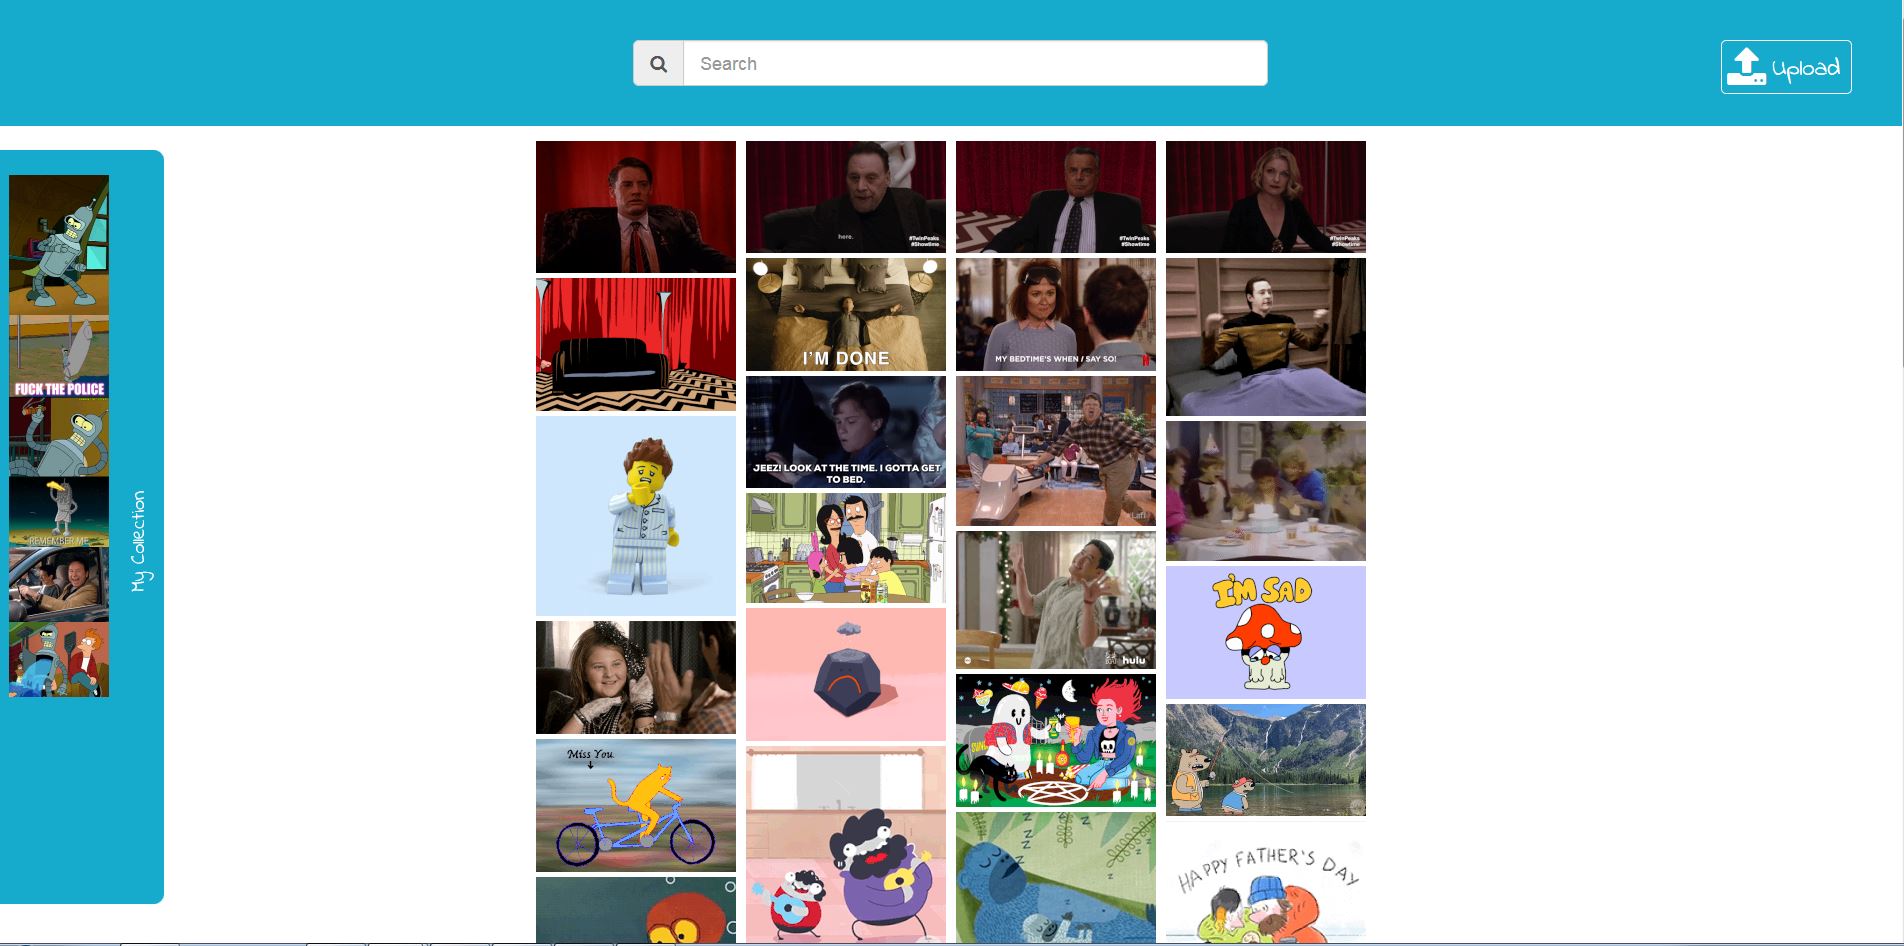 Search
Upload
FUCK THE POLICE
REMEMBER ME
My Collection
here.
#TwinPeaks
#Showtime
#TwinPeaks
#Showtime
#TwinPeaks
#Showtime
I'M DONE
MY BEDTIME'S WHEN I SAY SO!
JEEZ! LOOK AT THE TIME. I GOTTA GET
TO BED.
hulu
I'M SAD
Miss You
HAPPY FATHER'S DAY